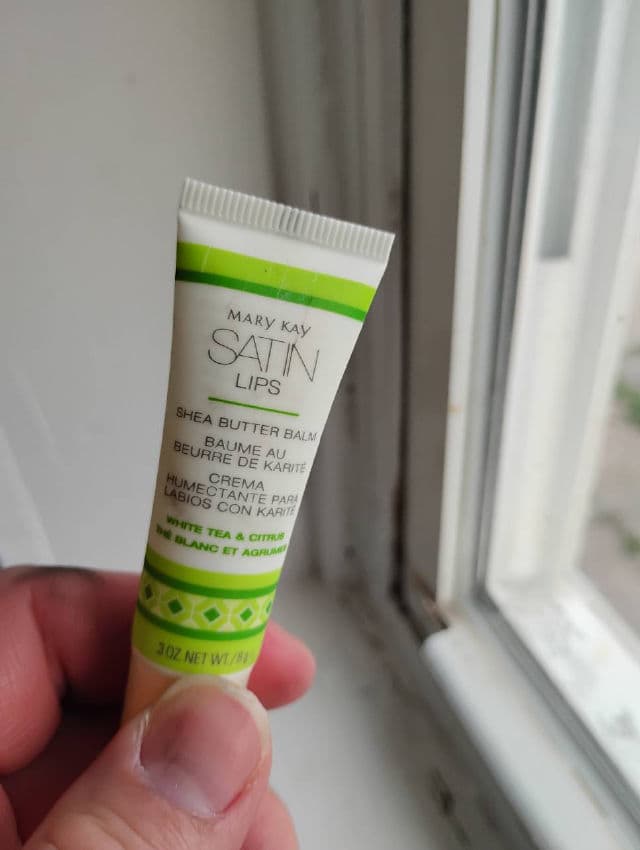 MARY KAY
SATIN
LIPS
SHEA BUTTER BALM
BAUME AU
BEURRE DE KARITÉ
CREMA
HUMECTANTE PARA
LABIOS CON KARITÉ
WHITE TEA & CITRUS
THÉ BLANC ET AGRUMES
.3 OZ. NET WT./8g